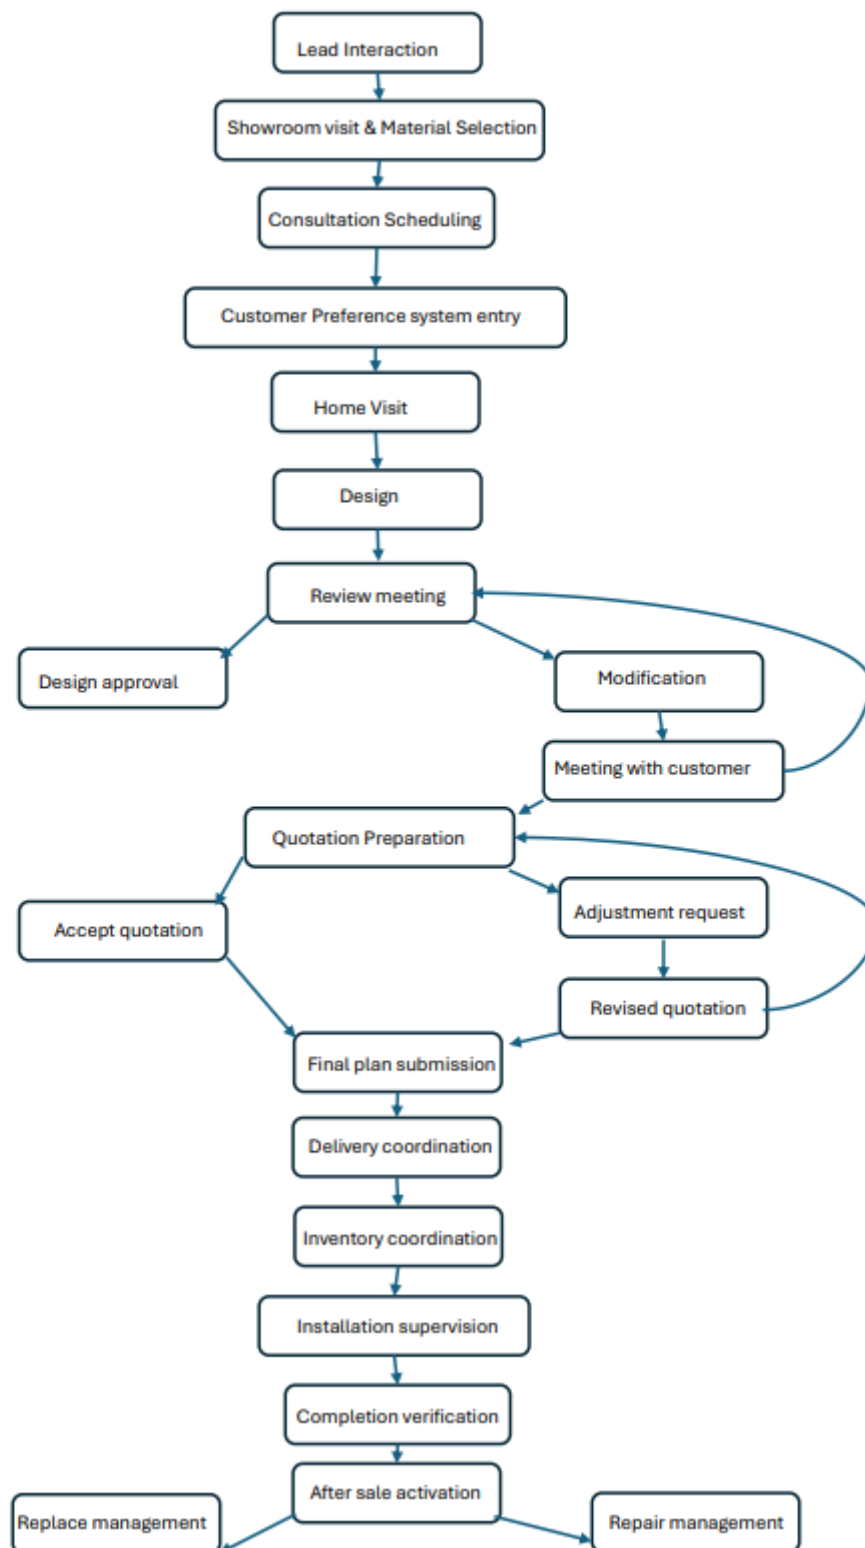 Lead Interaction
Showroom visit & Material Selection
Consultation Scheduling
Customer Preference system entry
Home Visit
Design
Review meeting
Design approval
Modification
Meeting with customer
Quotation Preparation
Accept quotation
Adjustment request
Revised quotation
Final plan submission
Delivery coordination
Inventory coordination
Installation supervision
Completion verification
After sale activation
Replace management
Repair management